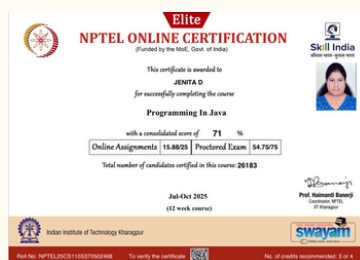 Elite
NPTEL ONLINE CERTIFICATION
(Funded by the MoE, Govt. of India)
Skill India
कौशल भारत - कुशल भारत
This certificate is awarded to
JENITA D
for successfully completing the course
Programming In Java
with a consolidated score of 71 %
Online Assignments 15.88/25 Proctored Exam 54.75/75
Total number of candidates certified in this course: 26183
Jul-Oct 2025
(12 week course)
Prof. Haimanti Banerji
Coordinator, NPTEL
IIT Kharagpur
Indian Institute of Technology Kharagpur
swayam
Roll No: NPTEL25CS110S370502468 To verify the certificate No. of credits recommended: 3 or 4